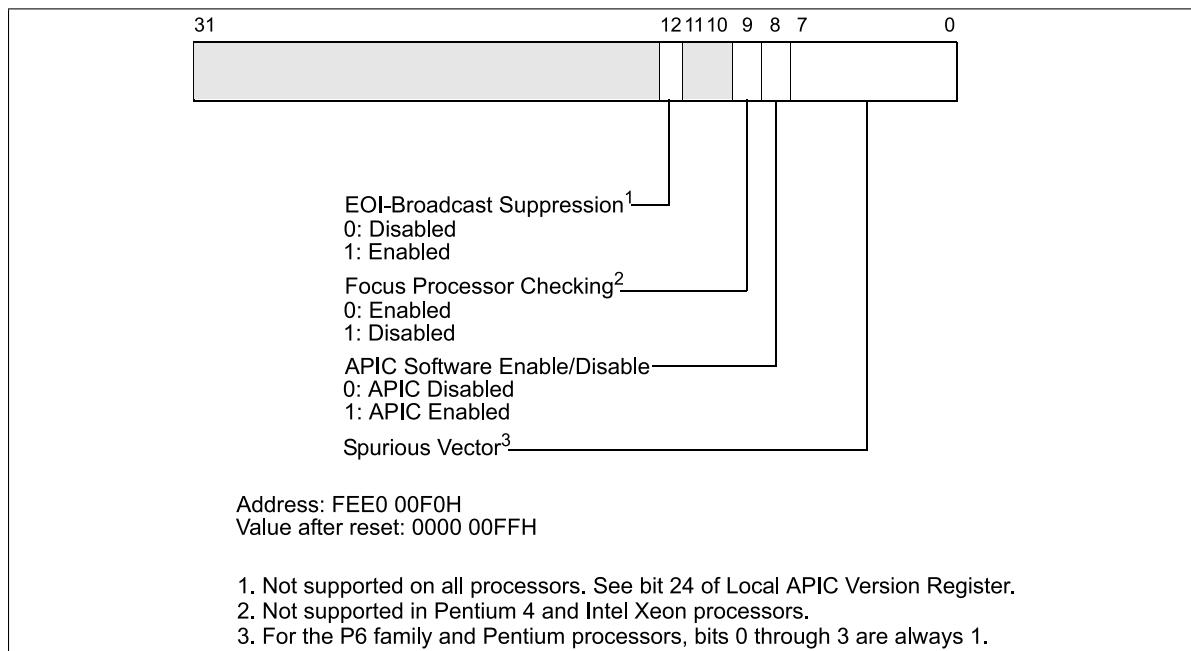 31 12 11 10 9 8 7 0
EOI-Broadcast Suppression1
0: Disabled
1: Enabled
Focus Processor Checking2
0: Enabled
1: Disabled
APIC Software Enable/Disable
0: APIC Disabled
1: APIC Enabled
Spurious Vector3
Address: FEE0 00F0H
Value after reset: 0000 00FFH
1. Not supported on all processors. See bit 24 of Local APIC Version Register.
2. Not supported in Pentium 4 and Intel Xeon processors.
3. For the P6 family and Pentium processors, bits 0 through 3 are always 1.